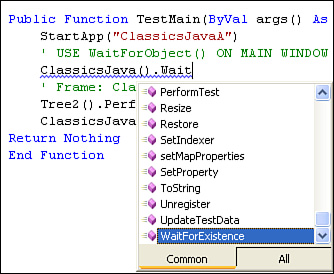 Public Function TestMain(ByVal args() As
StartApp("ClassicsJavaA")
' USE WaitForObject() ON MAIN WINDOW
ClassicsJava().Wait
' Frame: Cla
Tree2().Perf
ClassicsJava
Return Nothing
End Function
PerformTest
Resize
Restore
SetIndexer
setMapProperties
SetProperty
ToString
Unregister
UpdateTestData
WaitForExistence
Common
All